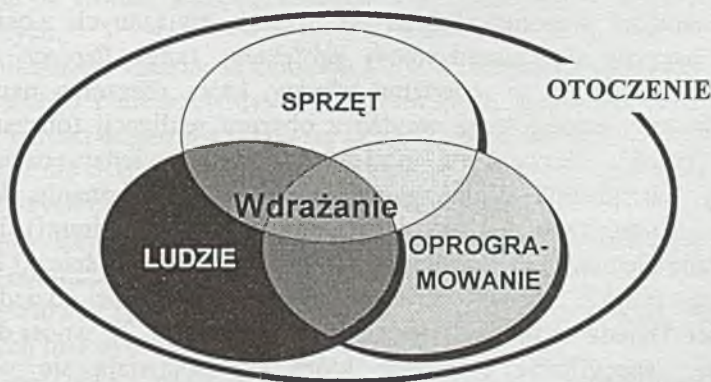 SPRZĘT
OTOCZENIE
Wdrażanie
LUDZIE
OPROGRA-
MOWANIE